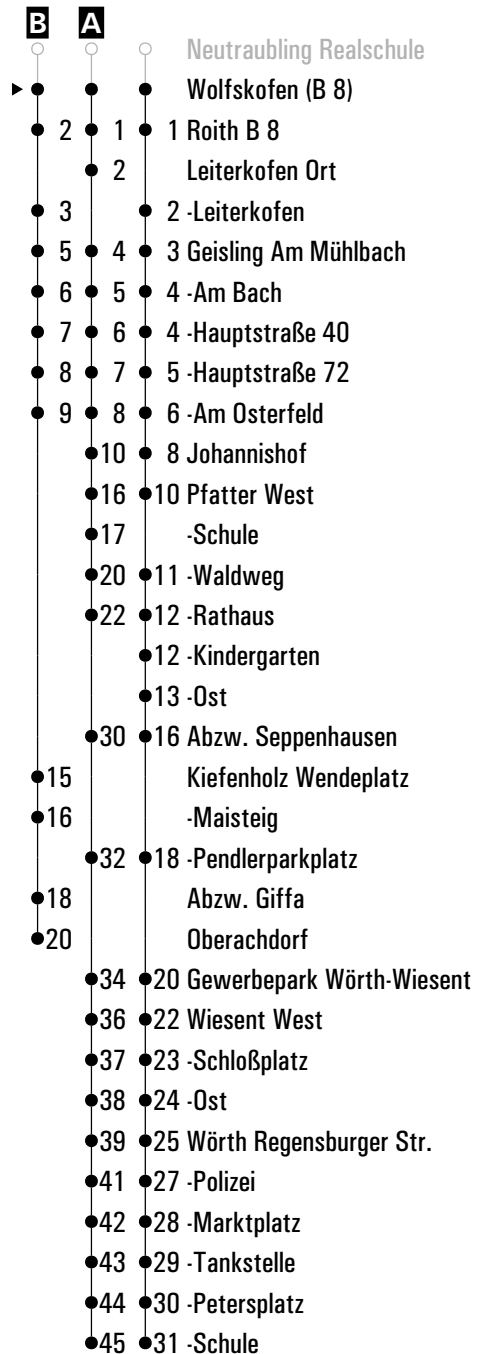 B A
Neutraubling Realschule
Wolfskofen (B 8)
2 1 1 Roith B 8
2 Leiterkofen Ort
3 2 -Leiterkofen
5 4 3 Geisling Am Mühlbach
6 5 4 -Am Bach
7 6 4 -Hauptstraße 40
8 7 5 -Hauptstraße 72
9 8 6 -Am Osterfeld
10 8 Johannishof
16 10 Pfatter West
17 -Schule
20 11 -Waldweg
22 12 -Rathaus
12 -Kindergarten
13 -Ost
30 16 Abzw. Seppenhausen
15 Kiefenholz Wendeplatz
16 -Maisteig
32 18 -Pendlerparkplatz
18 Abzw. Giffa
20 Oberachdorf
34 20 Gewerbepark Wörth-Wiesent
36 22 Wiesent West
37 23 -Schloßplatz
38 24 -Ost
39 25 Wörth Regensburger Str.
41 27 -Polizei
42 28 -Marktplatz
43 29 -Tankstelle
44 30 -Petersplatz
45 31 -Schule